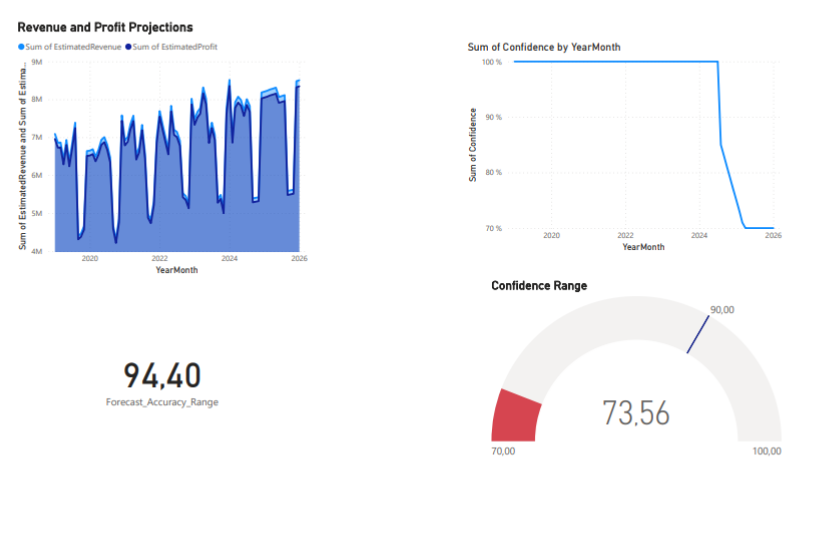 Revenue and Profit Projections
Sum of EstimatedRevenue Sum of EstimatedProfit
Sum of EstimatedRevenue and Sum of Estima...
9M
8M
7M
6M
5M
4M
2020 2022 2024 2026
YearMonth
Sum of Confidence by YearMonth
Sum of Confidence
100 %
90 %
80 %
70 %
2020 2022 2024 2026
YearMonth
94,40
Forecast_Accuracy_Range
Confidence Range
90,00
73,56
70,00 100,00